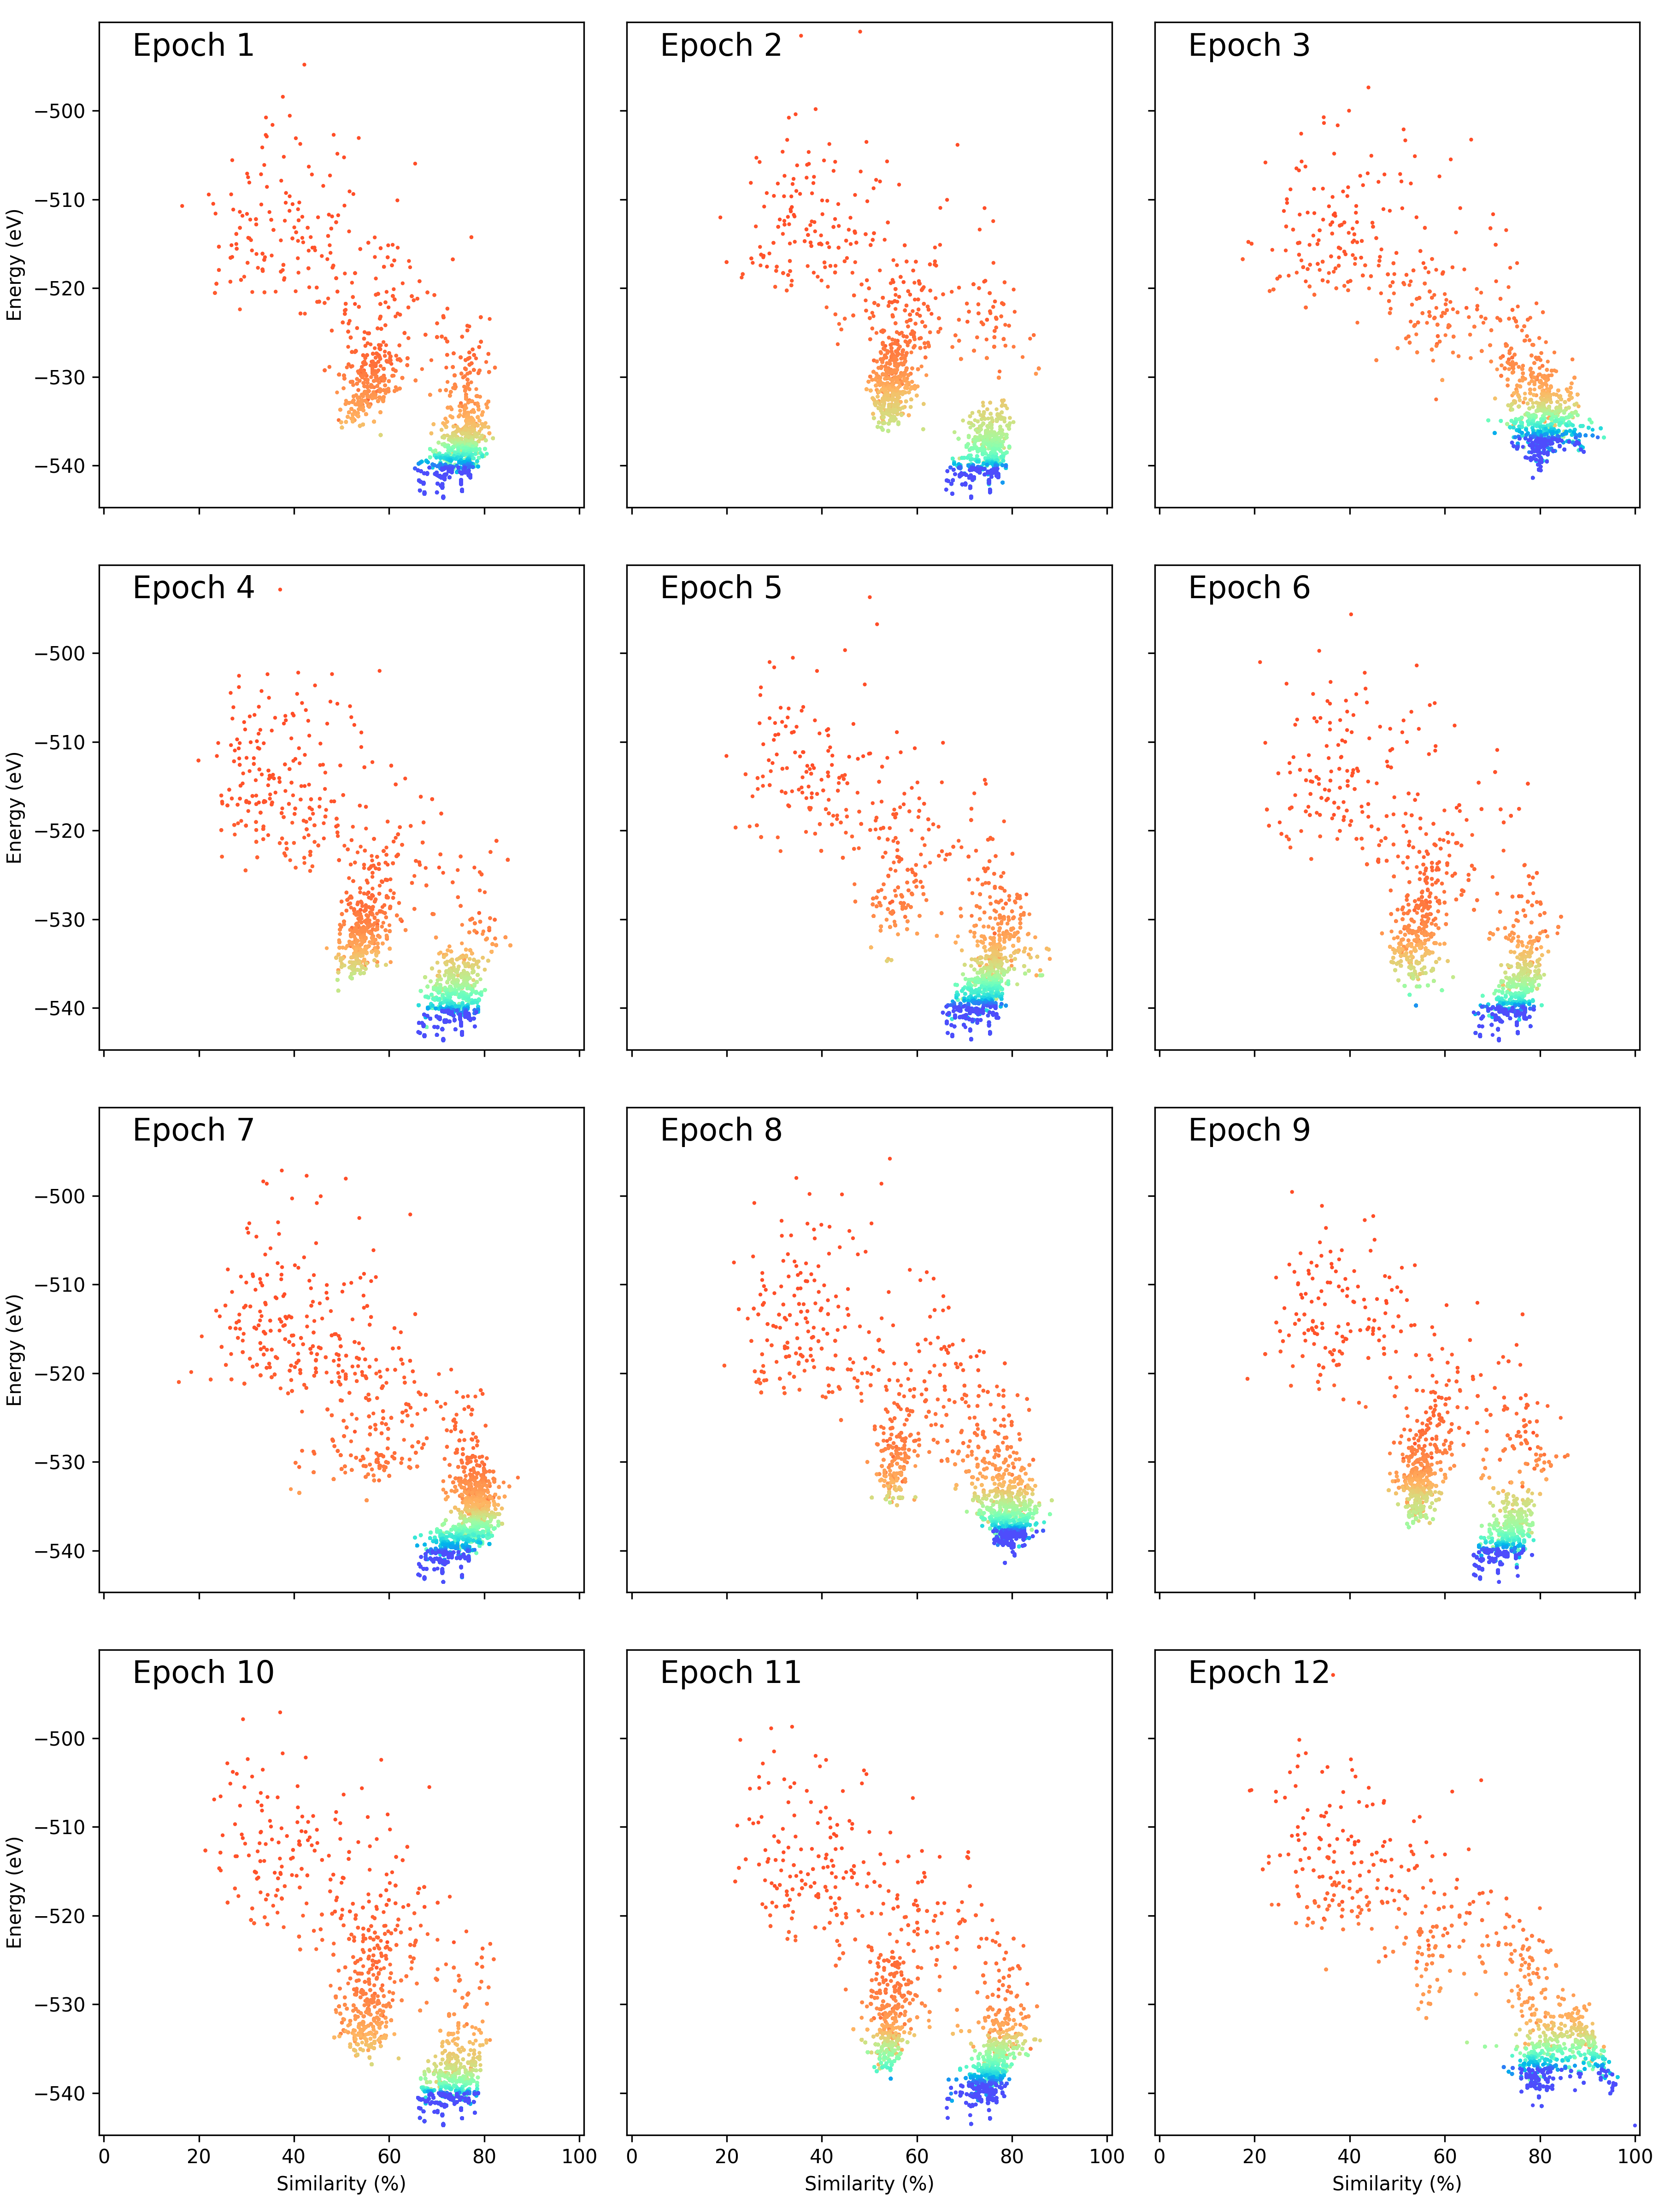 Epoch 1
Epoch 2
Epoch 3
−500
−510
−520
−530
−540
Energy (eV)
Epoch 4
Epoch 5
Epoch 6
−500
−510
−520
−530
−540
Energy (eV)
Epoch 7
Epoch 8
Epoch 9
−500
−510
−520
−530
−540
Energy (eV)
Epoch 10
Epoch 11
Epoch 12
−500
−510
−520
−530
−540
Energy (eV)
0 20 40 60 80 100
0 20 40 60 80 100
0 20 40 60 80 100
Similarity (%)
Similarity (%)
Similarity (%)